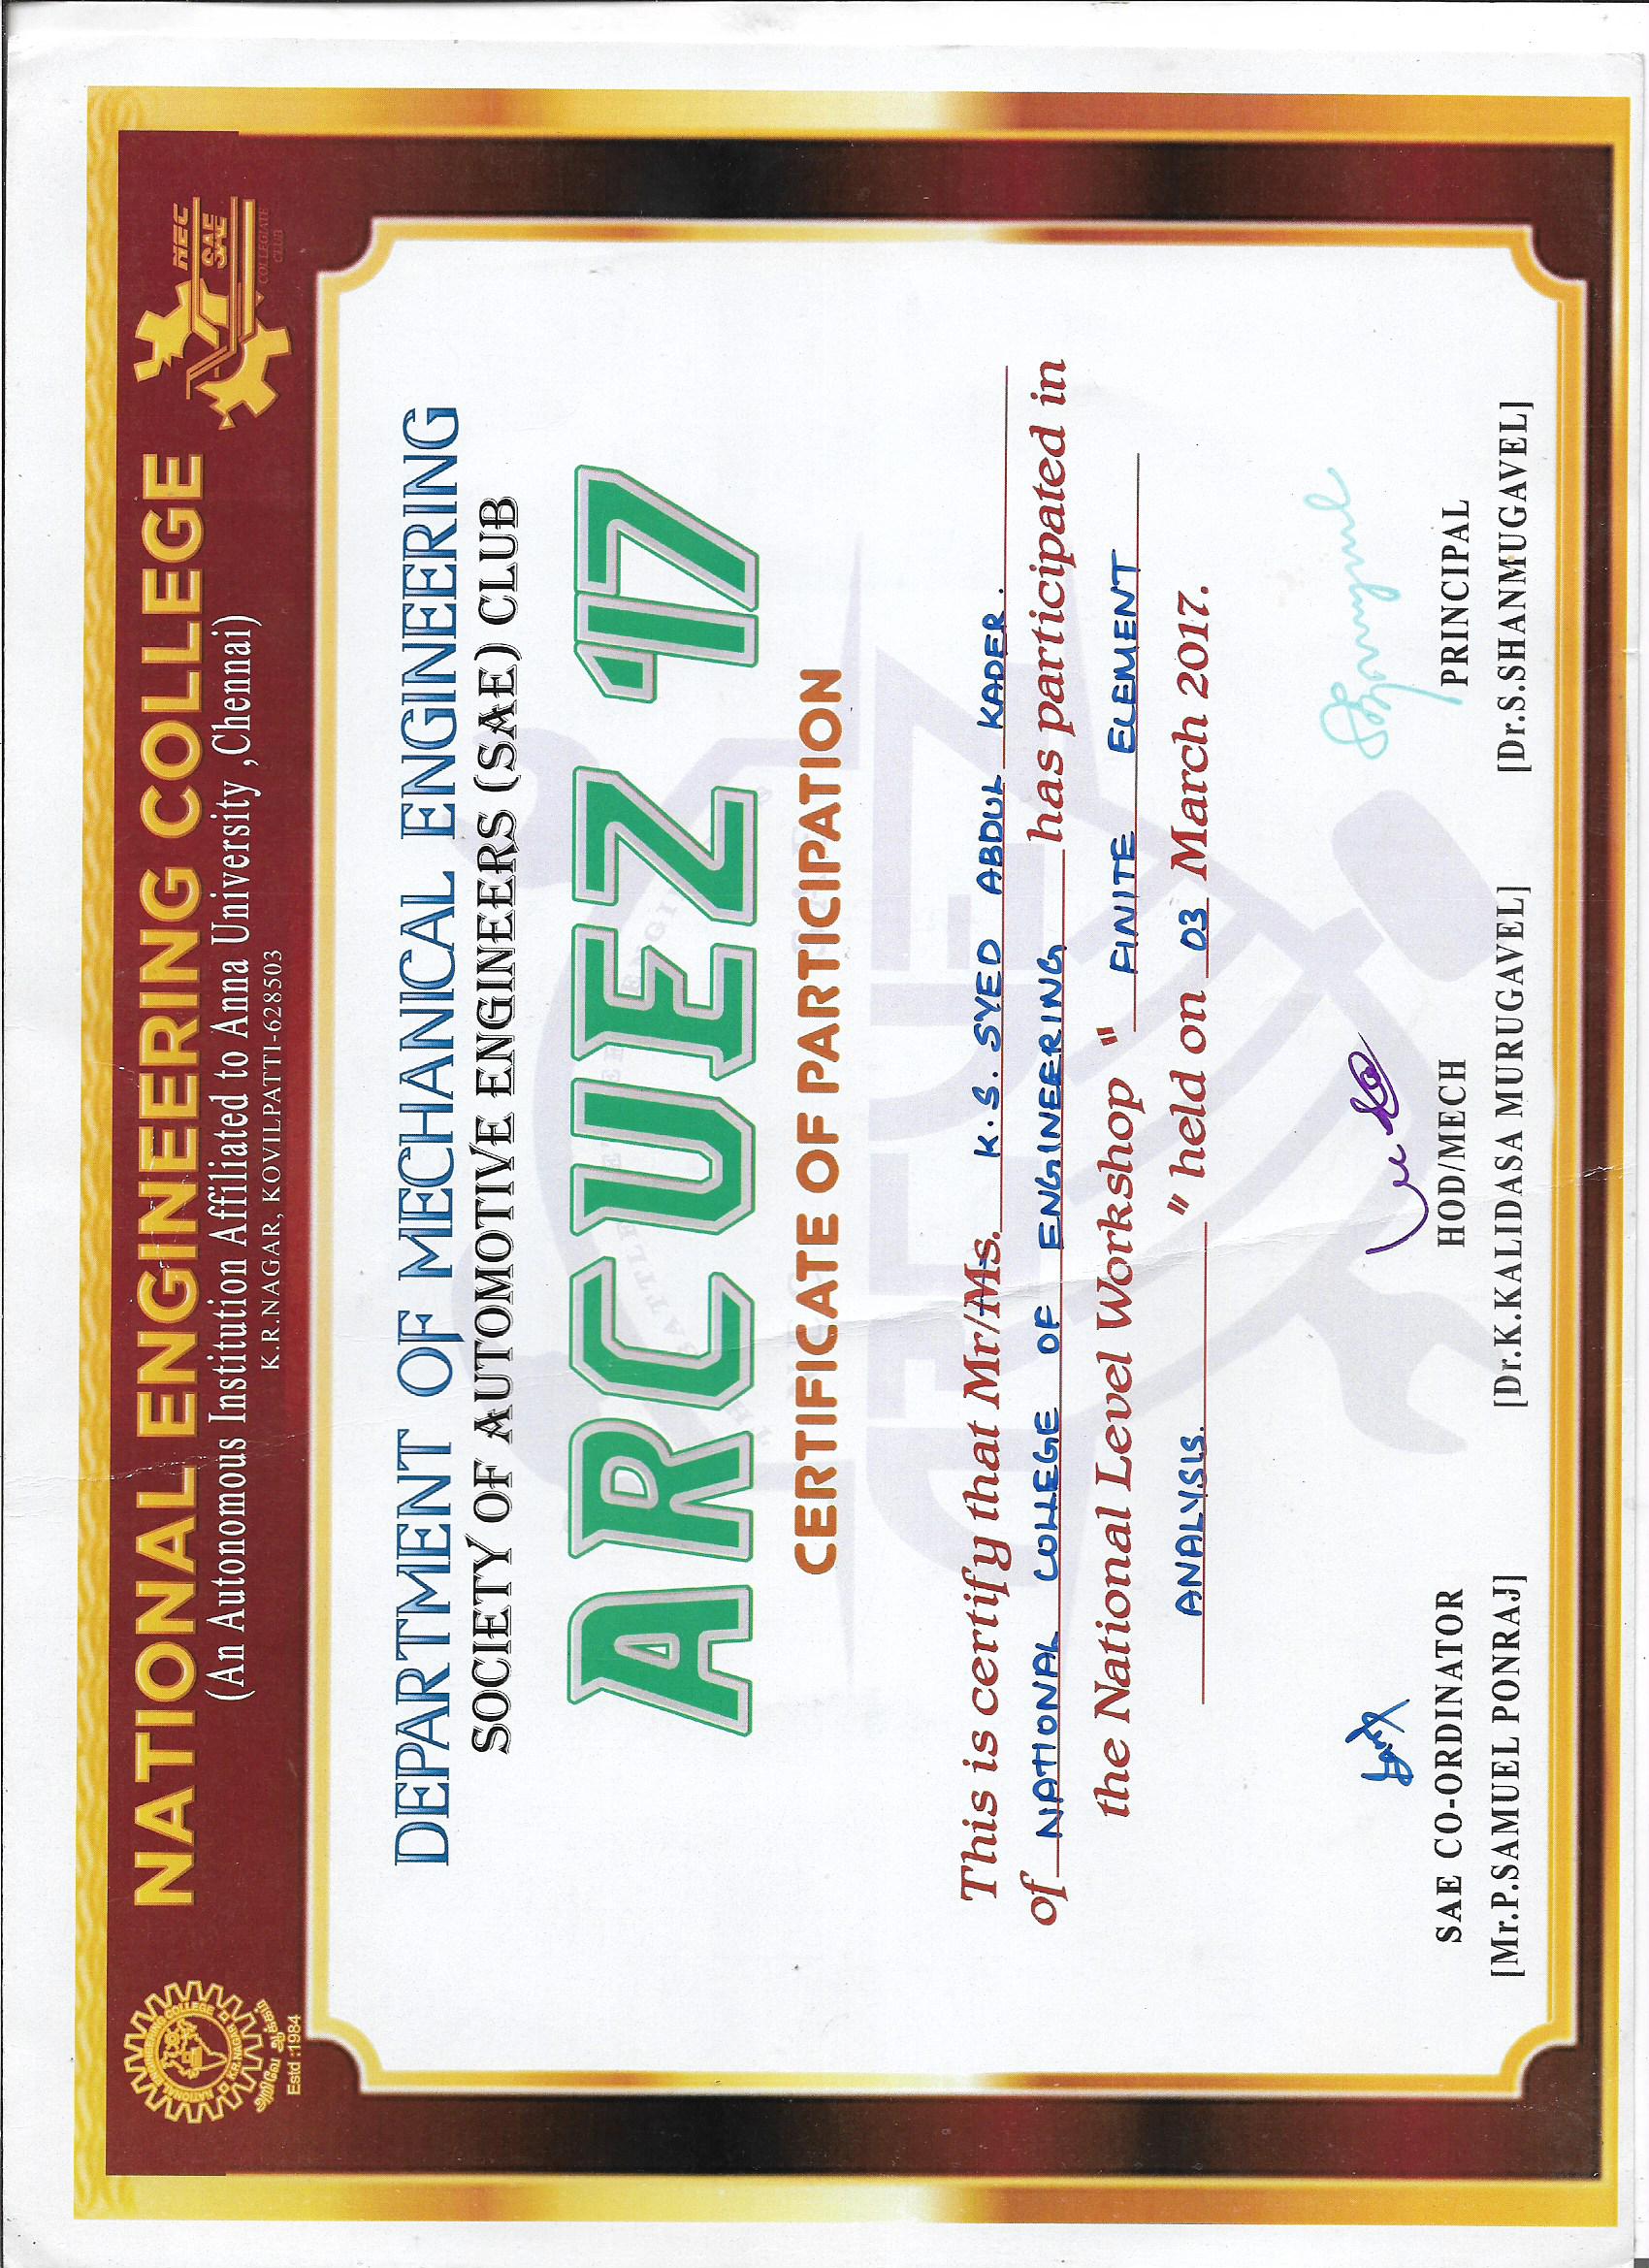 NATIONAL ENGINEERING COLLEGE
(An Autonomous Institution Affiliated to Anna University ,Chennai)
K.R.NAGAR, KOVILPATTI-628503
NATIONAL ENGINEERING COLLEGE
K.R.NAGAR
Estd :1984
NEC
SAE
COLLEGIATE
CLUB
DEPARTMENT OF MECHANICAL ENGINEERING
SOCIETY OF AUTOMOTIVE ENGINEERS (SAE) CLUB
ARCUEZ '17
CERTIFICATE OF PARTICIPATION
This is certify that Mr/Ms. K.S. SYED ABDUL KADER.
of NATIONAL COLLEGE OF ENGINEERING has participated in
the National Level Workshop " FINITE ELEMENT
ANALYSIS. " held on 03 March 2017.
SAE CO-ORDINATOR HOD/MECH PRINCIPAL
[Mr.P.SAMUEL PONRAJ] [Dr.K.KALIDASA MURUGAVEL] [Dr.S.SHANMUGAVEL]